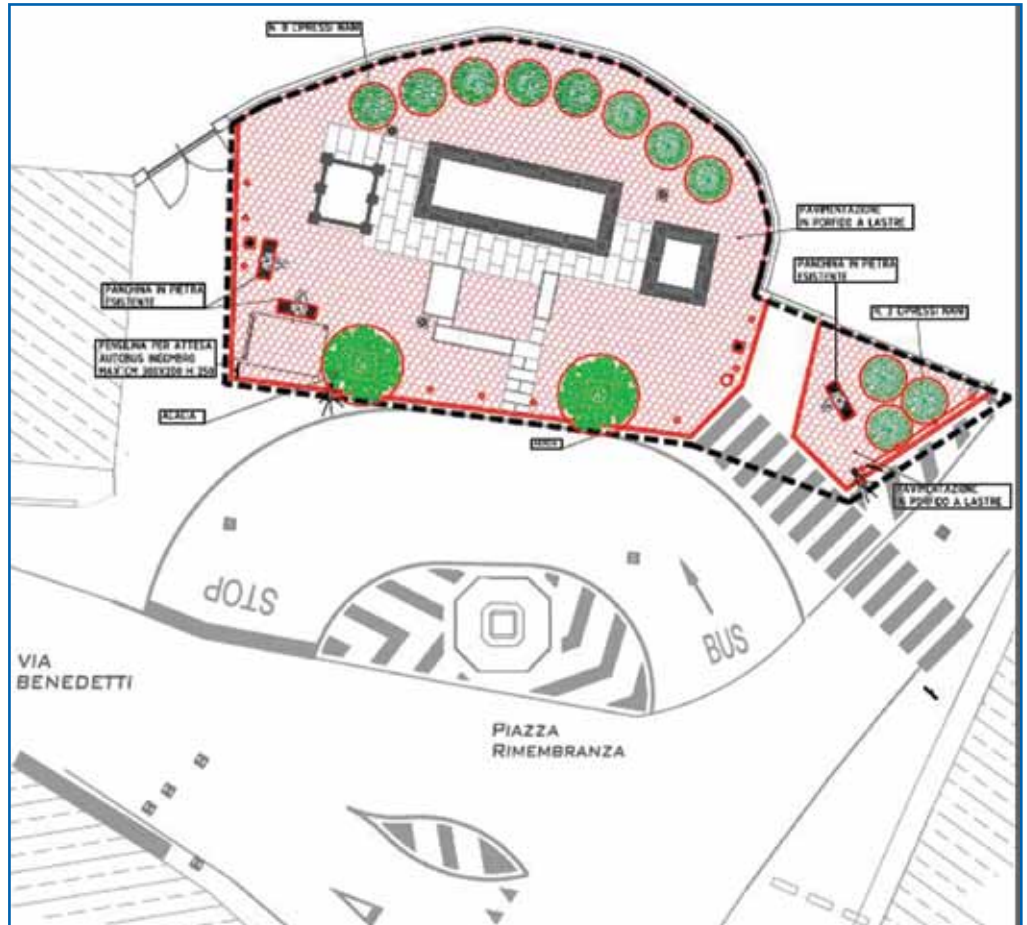 N. 8 CIPRESSI NANI
PAVIMENTAZIONE
IN PORFIDO A LASTRE
PANCHINA IN PIETRA
ESISTENTE
PANCHINA IN PIETRA
ESISTENTE
N. 3 CIPRESSI NANI
PENSILINA PER ATTESA
AUTOBUS INGOMBRO
MAX CM 300X200 H 250
ACACIA
ACACIA
PAVIMENTAZIONE
IN PORFIDO A LASTRE
STOP
BUS
VIA
BENEDETTI
PIAZZA
RIMEMBRANZA